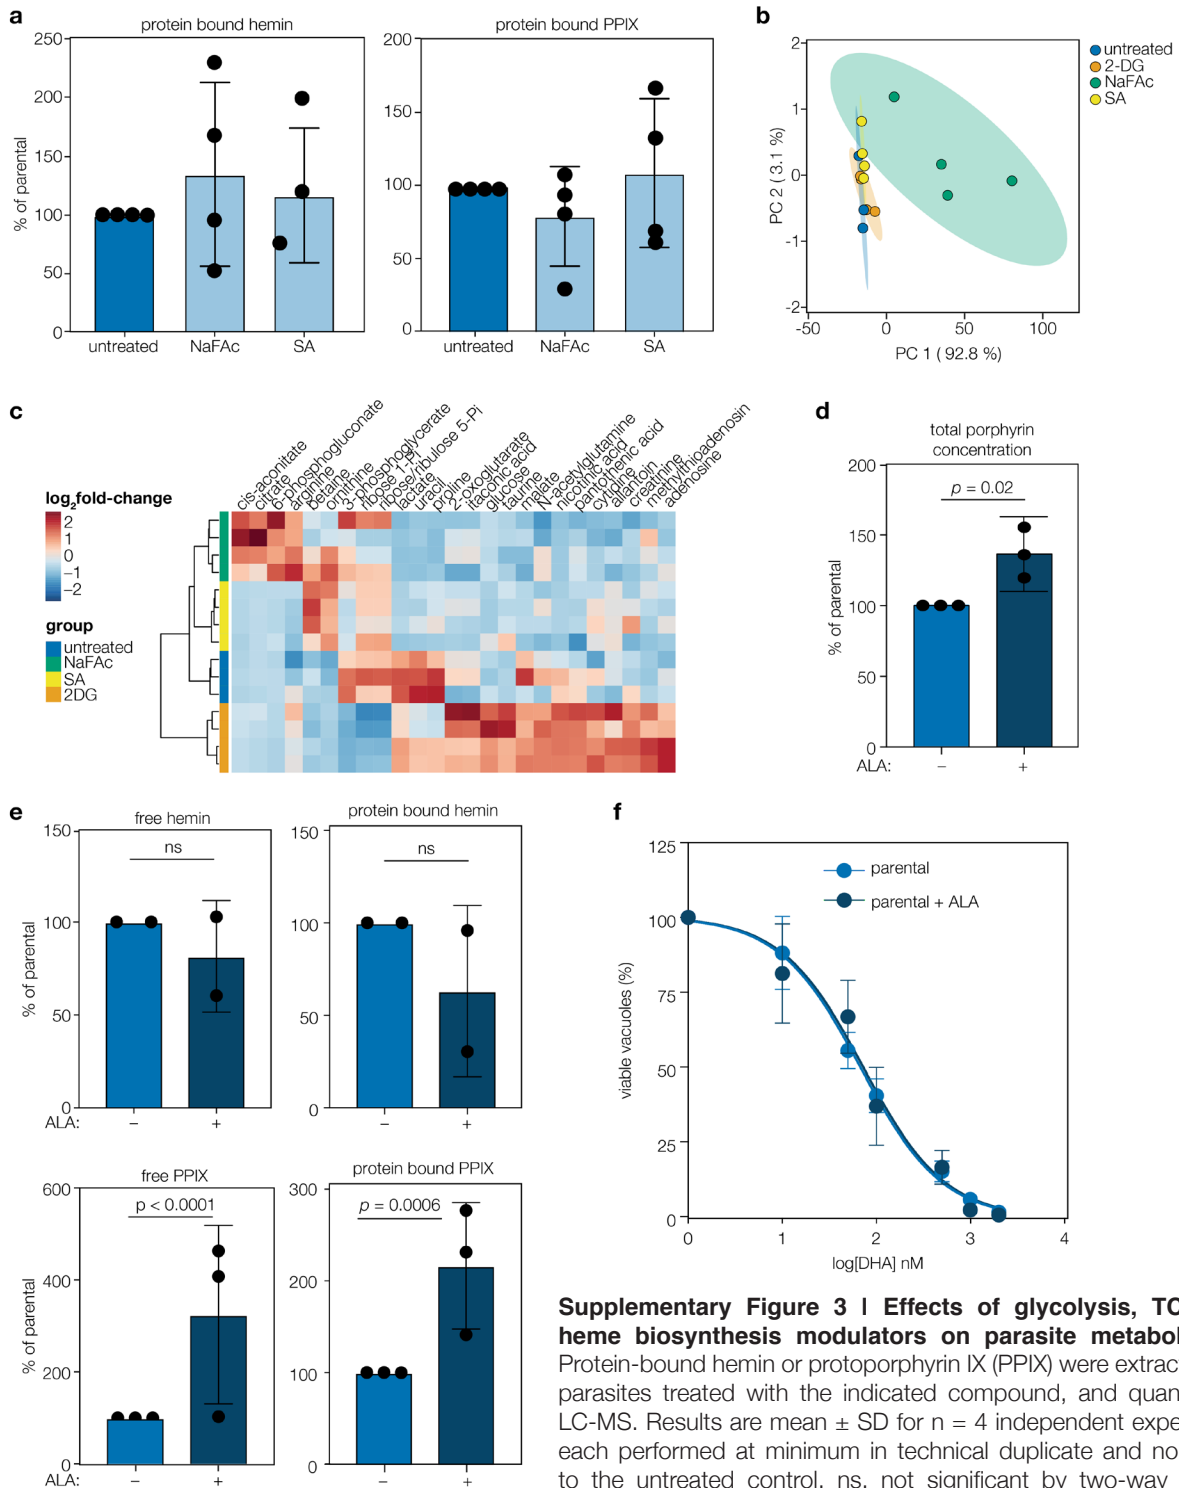 a
protein bound hemin
protein bound PPIX
% of parental
250
200
150
100
50
0
untreated
NaFAc
SA
200
150
100
50
0
untreated
NaFAc
SA
b
2
1
0
-1
-2
PC 2 ( 3.1 %)
-50
0
50
100
PC 1 ( 92.8 %)
untreated
2-DG
NaFAc
SA
c
cis-aconitate
citrate
6-phosphogluconate
arginine
betaine
ornithine
3-phosphoglycerate
ribose 1-Pi
ribose/ribulose 5-Pi
lactate
uracil
proline
2-oxoglutarate
itaconic acid
glucose
taurine
malate
N-acetylglutamine
nicotinic acid
pantothenic acid
cytidine
allantoin
creatinine
methylthioadenosin
adenosine
log2fold-change
2
1
0
−1
−2
group
untreated
NaFAc
SA
2DG
d
total porphyrin
concentration
p = 0.02
% of parental
200
150
100
50
0
ALA:
−
+
e
free hemin
ns
% of parental
150
100
50
0
ALA:
−
+
protein bound hemin
ns
150
100
50
0
−
+
free PPIX
p < 0.0001
% of parental
600
400
200
0
ALA:
−
+
protein bound PPIX
p = 0.0006
300
200
100
0
−
+
f
parental
parental + ALA
viable vacuoles (%)
125
100
75
50
25
0
0
1
2
3
4
log[DHA] nM
Supplementary Figure 3 | Effects of glycolysis, TC
heme biosynthesis modulators on parasite metabol
Protein-bound hemin or protoporphyrin IX (PPIX) were extract
parasites treated with the indicated compound, and quan
LC-MS. Results are mean ± SD for n = 4 independent expe
each performed at minimum in technical duplicate and no
to the untreated control. ns, not significant by two-way